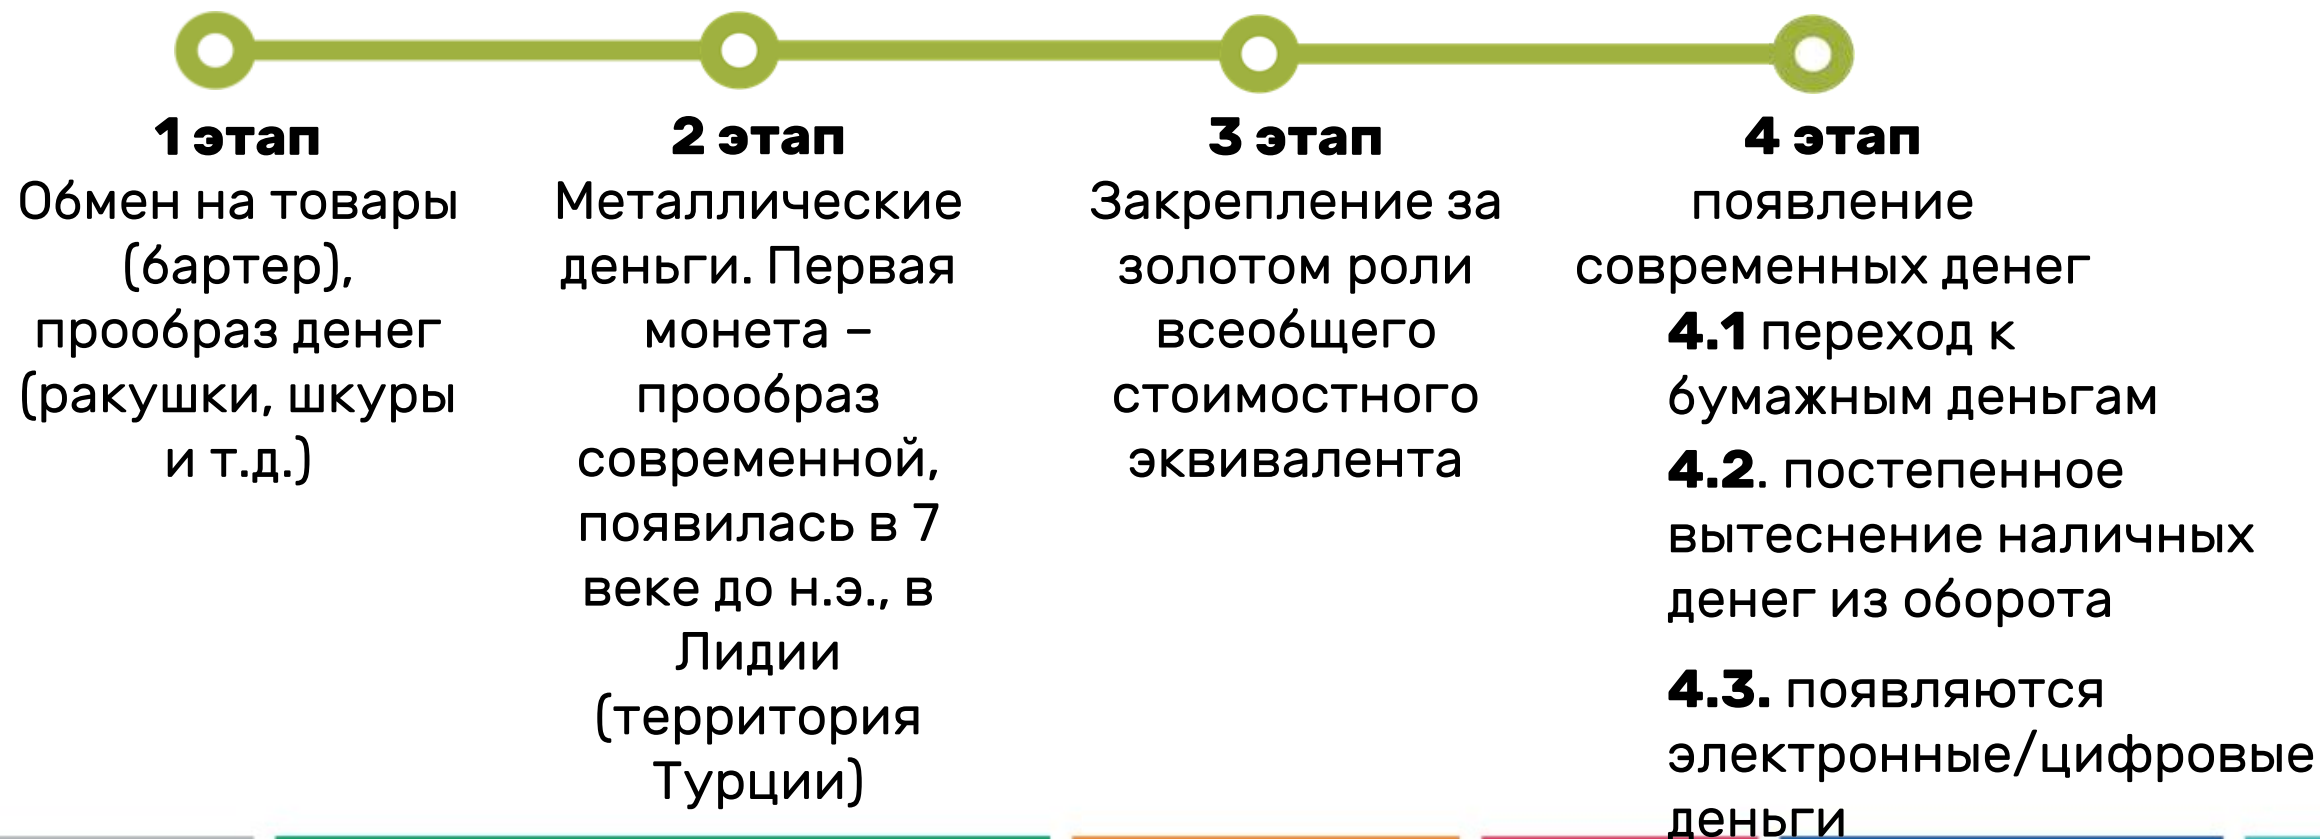 1 этап
Обмен на товары
(бартер),
прообраз денег
(ракушки, шкуры
и т.д.)
2 этап
Металлические
деньги. Первая
монета –
прообраз
современной,
появилась в 7
веке до н.э., в
Лидии
(территория
Турции)
3 этап
Закрепление за
золотом роли
всеобщего
стоимостного
эквивалента
4 этап
появление
современных денег
4.1 переход к
бумажным деньгам
4.2. постепенное
вытеснение наличных
денег из оборота
4.3. появляются
электронные/цифровые
деньги